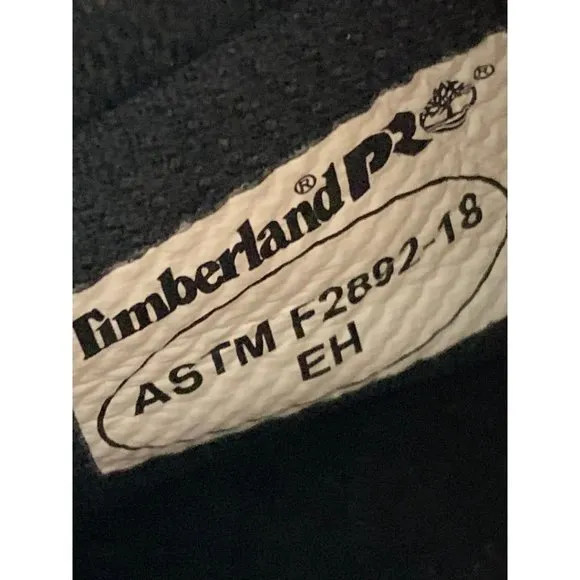 Timberland® PRO ®
ASTM F2892-18
EH